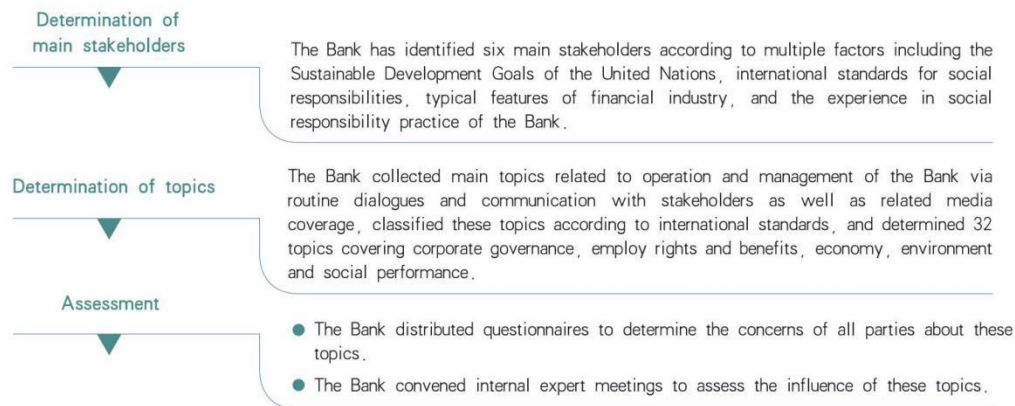 Determination of
main stakeholders
The Bank has identified six main stakeholders according to multiple factors including the
Sustainable Development Goals of the United Nations, international standards for social
responsibilities, typical features of financial industry, and the experience in social
responsibility practice of the Bank.
Determination of topics
The Bank collected main topics related to operation and management of the Bank via
routine dialogues and communication with stakeholders as well as related media
coverage, classified these topics according to international standards, and determined 32
topics covering corporate governance, employ rights and benefits, economy, environment
and social performance.
Assessment
● The Bank distributed questionnaires to determine the concerns of all parties about these
topics.
● The Bank convened internal expert meetings to assess the influence of these topics.